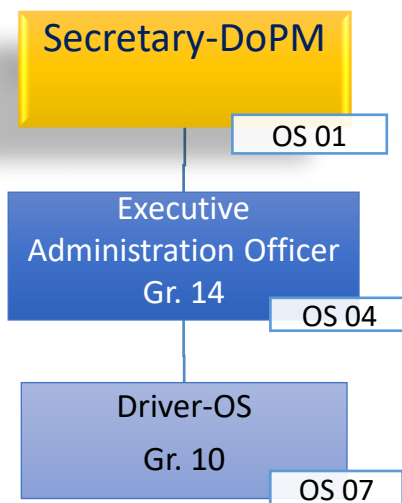 Secretary-DoPM
OS 01
Executive
Administration Officer
Gr. 14
OS 04
Driver-OS
Gr. 10
OS 07